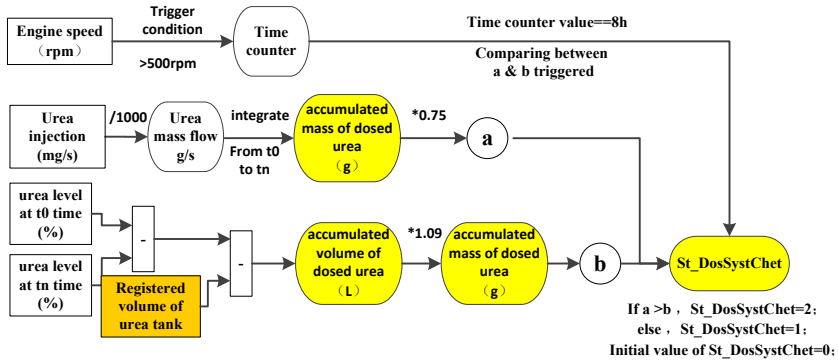 Engine speed
（rpm）
Trigger
condition
>500rpm
Time
counter
Time counter value==8h
Comparing between
a & b triggered
Urea
injection
(mg/s)
/1000
Urea
mass flow
g/s
integrate
From t0
to tn
accumulated
mass of dosed
urea
（g）
*0.75
a
urea level
at t0 time
(%)
urea level
at tn time
(%)
-
Registered
volume of
urea tank
-
accumulated
volume of
dosed urea
（L）
*1.09
accumulated
mass of dosed
urea
（g）
b
St_DosSystChet
If a >b ，St_DosSystChet=2;
else ，St_DosSystChet=1;
Initial value of St_DosSystChet=0;